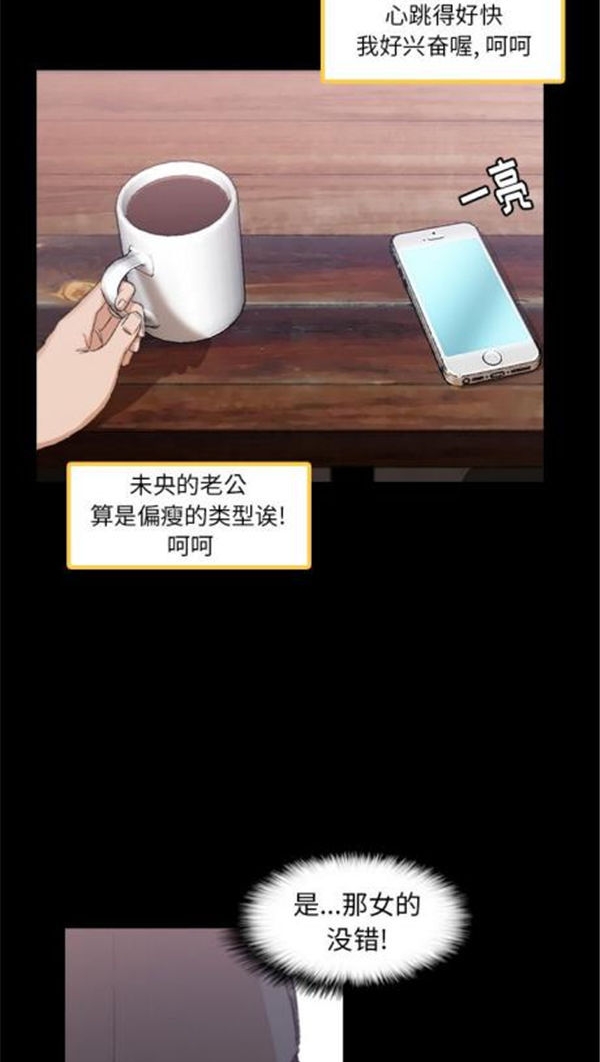 心跳得好快
我好兴奋喔, 呵呵
一亮
未央的老公
算是偏瘦的类型诶!
呵呵
是...那女的
没错!